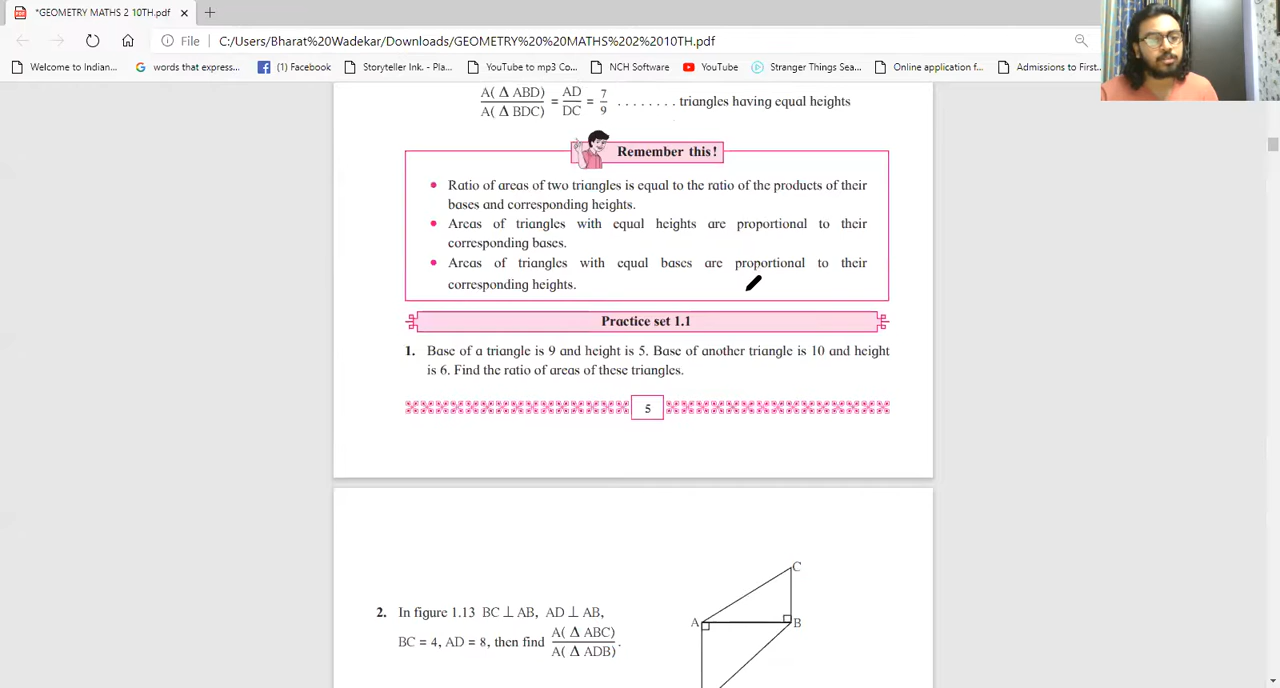 *GEOMETRY MATHS 2 10TH.pdf
File C:/Users/Bharat%20Wadekar/Downloads/GEOMETRY%20%20MATHS%202%2010TH.pdf
Welcome to Indian... words that express... (1) Facebook Storyteller Ink. - Pla... YouTube to mp3 Co... NCH Software YouTube Stranger Things Sea... Online application f... Admissions to First...
A( Δ ABD) / A( Δ BDC) = AD / DC = 7 / 9 . . . . . . . . triangles having equal heights
Remember this!
• Ratio of areas of two triangles is equal to the ratio of the products of their
bases and corresponding heights.
• Areas of triangles with equal heights are proportional to their
corresponding bases.
• Areas of triangles with equal bases are proportional to their
corresponding heights.
Practice set 1.1
1. Base of a triangle is 9 and height is 5. Base of another triangle is 10 and height
is 6. Find the ratio of areas of these triangles.
5
C
A B
2. In figure 1.13 BC ⊥ AB, AD ⊥ AB,
BC = 4, AD = 8, then find A( Δ ABC) / A( Δ ADB) .